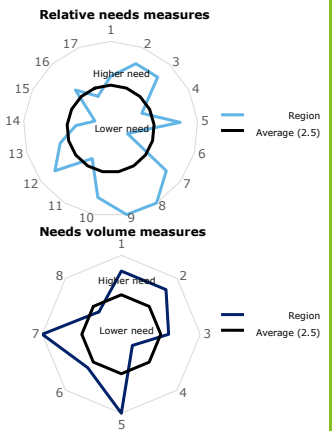 Relative needs measures
1
17 2
16 3
Higher need
15 4
14 Lower need 5
13 6
12 7
11 8
10 9
Region
Average (2.5)
Needs volume measures
1
8 2
Higher need
7 Lower need 3
6 4
5
Region
Average (2.5)